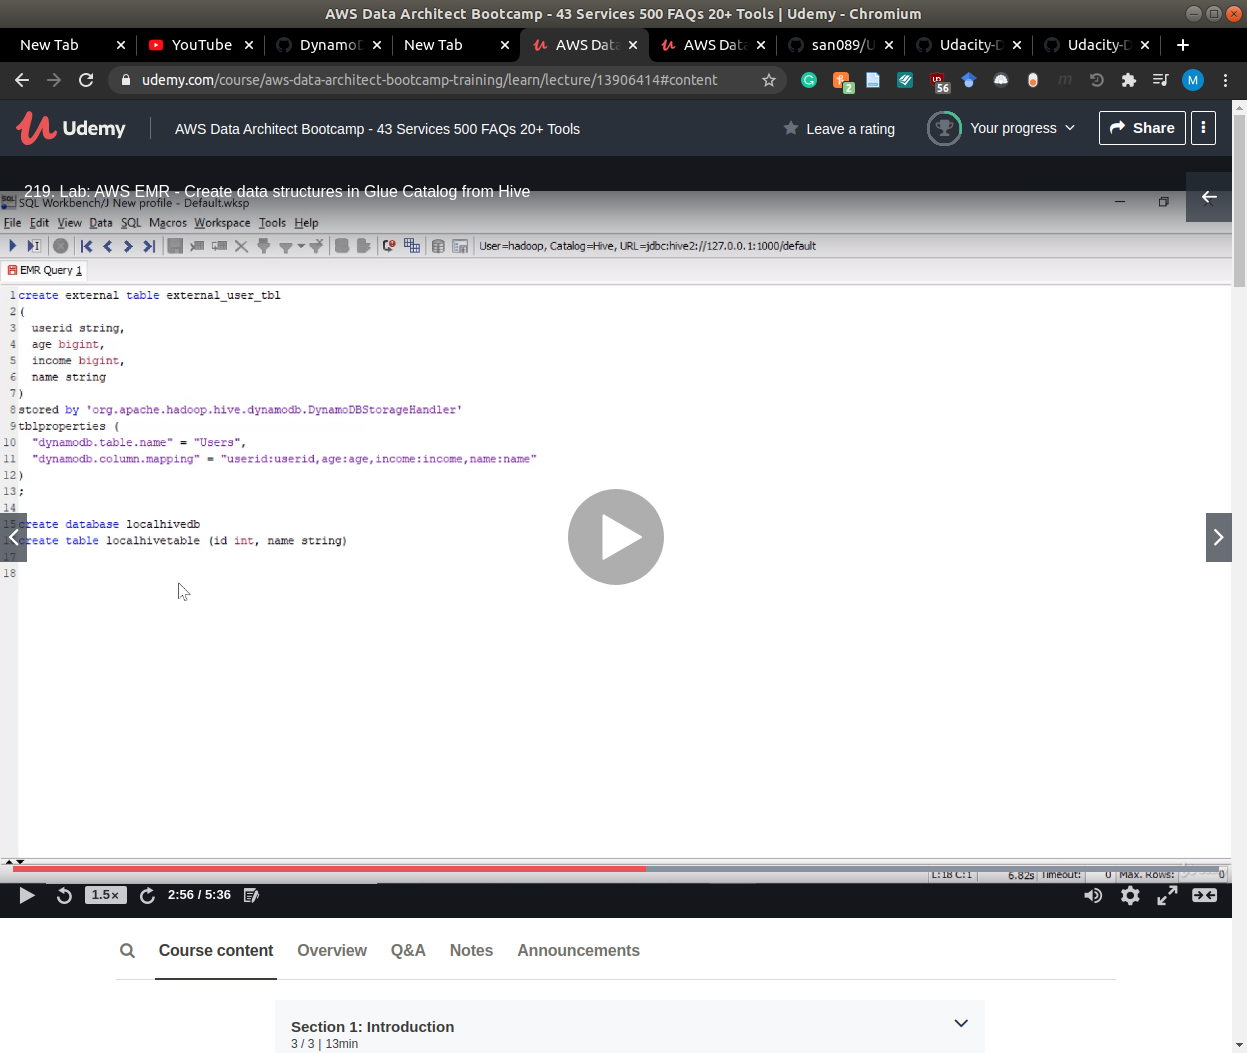 AWS Data Architect Bootcamp - 43 Services 500 FAQs 20+ Tools | Udemy - Chromium
New Tab YouTube Dynamo New Tab AWS Data AWS Data san089/U Udacity-D Udacity-D
udemy.com/course/aws-data-architect-bootcamp-training/learn/lecture/13906414#content
2 56 M
Udemy AWS Data Architect Bootcamp - 43 Services 500 FAQs 20+ Tools Leave a rating Your progress Share
219. Lab: AWS EMR - Create data structures in Glue Catalog from Hive
SQL Workbench/J New profile - Default.wksp
File Edit View Data SQL Macros Workspace Tools Help
User=hadoop, Catalog=Hive, URL=jdbc:hive2://127.0.0.1:1000/default
EMR Query 1
1 create external table external_user_tbl
2 (
3 userid string,
4 age bigint,
5 income bigint,
6 name string
7 )
8 stored by 'org.apache.hadoop.hive.dynamodb.DynamoDBStorageHandler'
9 tblproperties (
10 "dynamodb.table.name" = "Users",
11 "dynamodb.column.mapping" = "userid:userid,age:age,income:income,name:name"
12 )
13 ;
14
15 create database localhivedb
create table localhivetable (id int, name string)
17
18
L:18 C:1 6.82s Timeout: 0 Max. Rows: 0
1.5× 2:56 / 5:36
Course content Overview Q&A Notes Announcements
Section 1: Introduction
3 / 3 | 13min